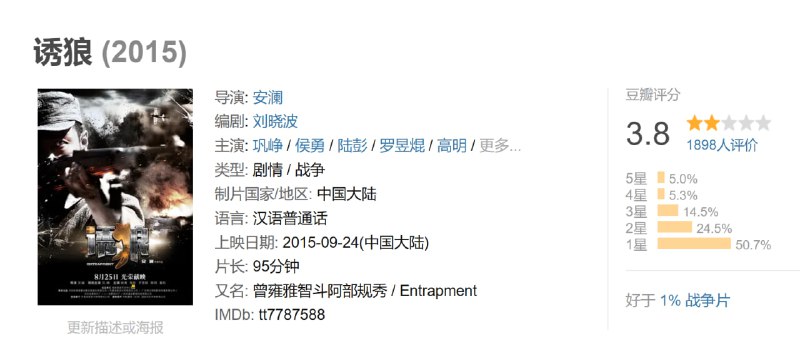 诱狼 (2015)
诱狼
ENTRAPMENT
8月25日 光荣献映
更新描述或海报
导演: 安澜
编剧: 刘晓波
主演: 巩峥 / 侯勇 / 陆彭 / 罗昱焜 / 高明 / 更多...
类型: 剧情 / 战争
制片国家/地区: 中国大陆
语言: 汉语普通话
上映日期: 2015-09-24(中国大陆)
片长: 95分钟
又名: 曾雍雅智斗阿部规秀 / Entrapment
IMDb: tt7787588
豆瓣评分
3.8
1898人评价
5星 5.0%
4星 5.3%
3星 14.5%
2星 24.5%
1星 50.7%
好于 1% 战争片